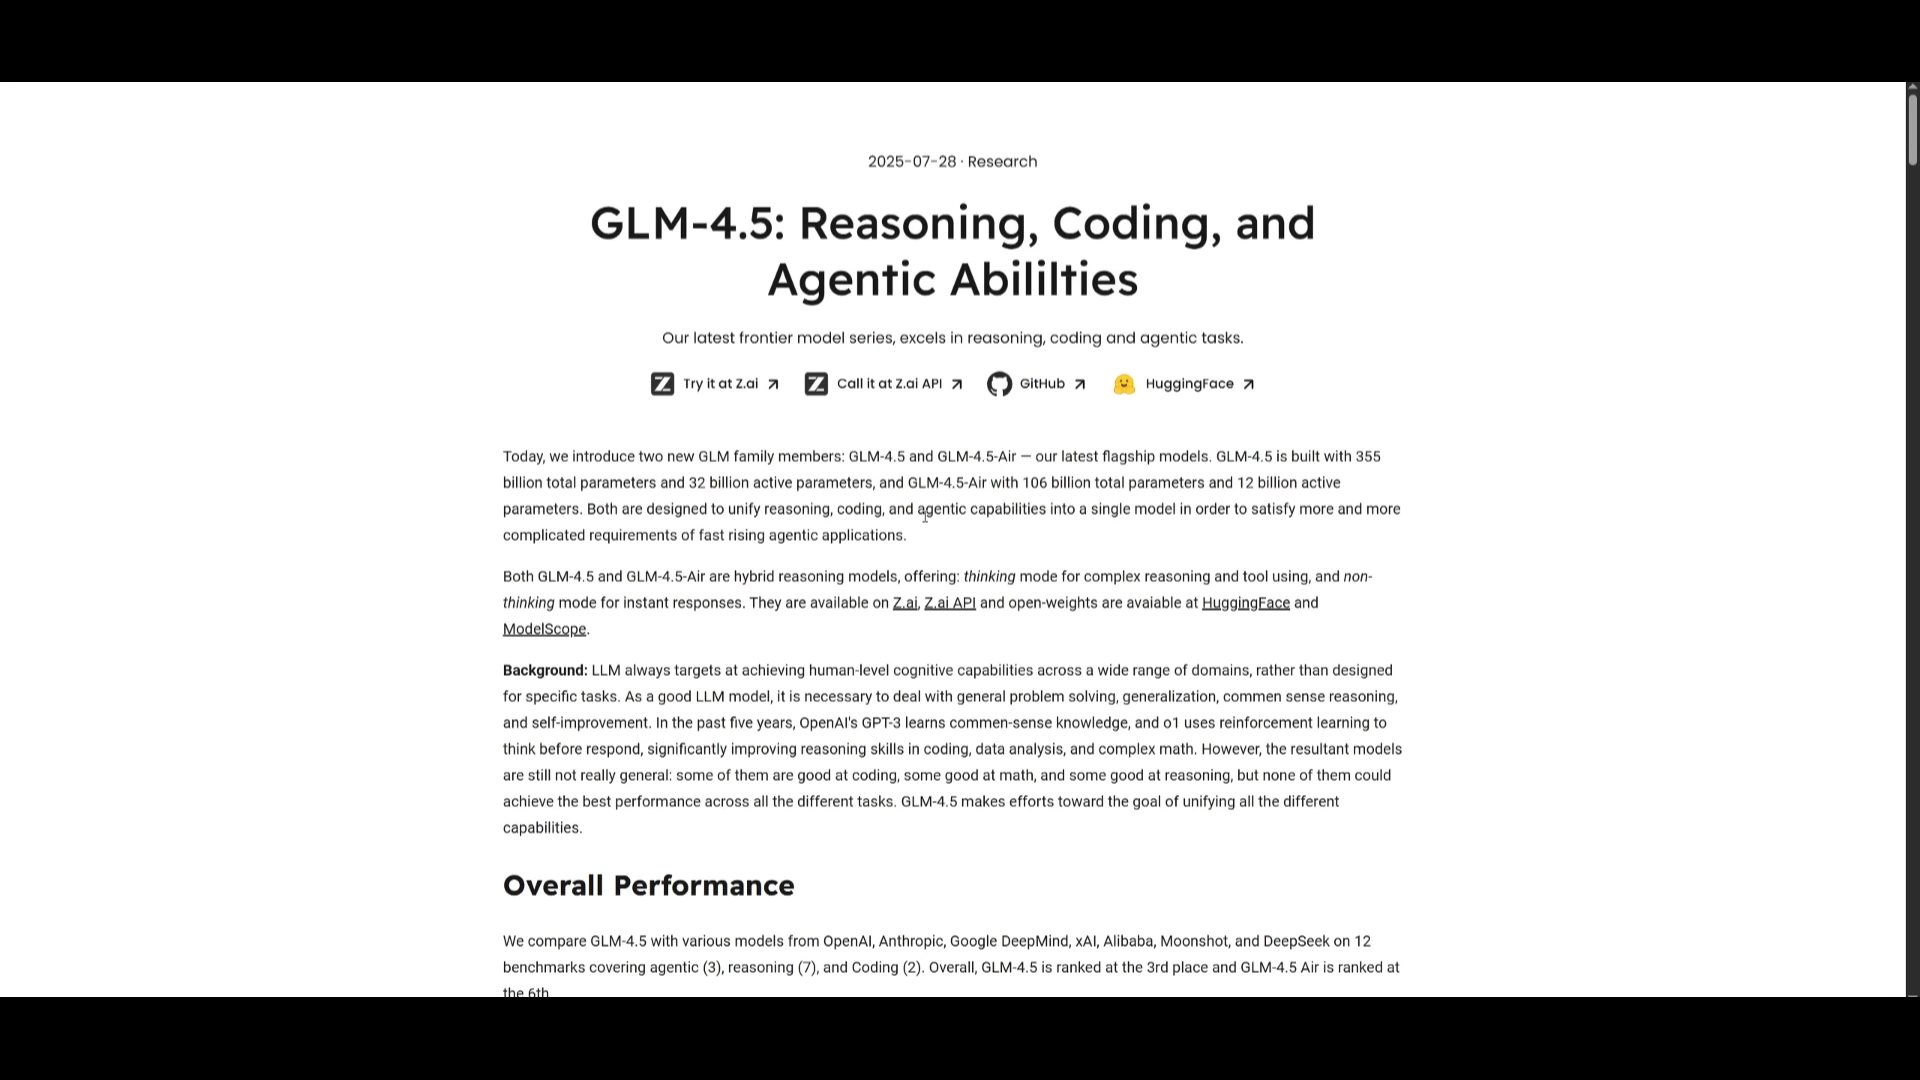 2025-07-28 · Research
GLM-4.5: Reasoning, Coding, and
Agentic Abililties
Our latest frontier model series, excels in reasoning, coding and agentic tasks.
Try it at Z.ai Call it at Z.ai API GitHub HuggingFace
Today, we introduce two new GLM family members: GLM-4.5 and GLM-4.5-Air — our latest flagship models. GLM-4.5 is built with 355
billion total parameters and 32 billion active parameters, and GLM-4.5-Air with 106 billion total parameters and 12 billion active
parameters. Both are designed to unify reasoning, coding, and agentic capabilities into a single model in order to satisfy more and more
complicated requirements of fast rising agentic applications.
Both GLM-4.5 and GLM-4.5-Air are hybrid reasoning models, offering: thinking mode for complex reasoning and tool using, and non-
thinking mode for instant responses. They are available on Z.ai, Z.ai API and open-weights are avaiable at HuggingFace and
ModelScope.
Background: LLM always targets at achieving human-level cognitive capabilities across a wide range of domains, rather than designed
for specific tasks. As a good LLM model, it is necessary to deal with general problem solving, generalization, commen sense reasoning,
and self-improvement. In the past five years, OpenAI's GPT-3 learns commen-sense knowledge, and o1 uses reinforcement learning to
think before respond, significantly improving reasoning skills in coding, data analysis, and complex math. However, the resultant models
are still not really general: some of them are good at coding, some good at math, and some good at reasoning, but none of them could
achieve the best performance across all the different tasks. GLM-4.5 makes efforts toward the goal of unifying all the different
capabilities.
Overall Performance
We compare GLM-4.5 with various models from OpenAI, Anthropic, Google DeepMind, xAI, Alibaba, Moonshot, and DeepSeek on 12
benchmarks covering agentic (3), reasoning (7), and Coding (2). Overall, GLM-4.5 is ranked at the 3rd place and GLM-4.5 Air is ranked at
the 6th